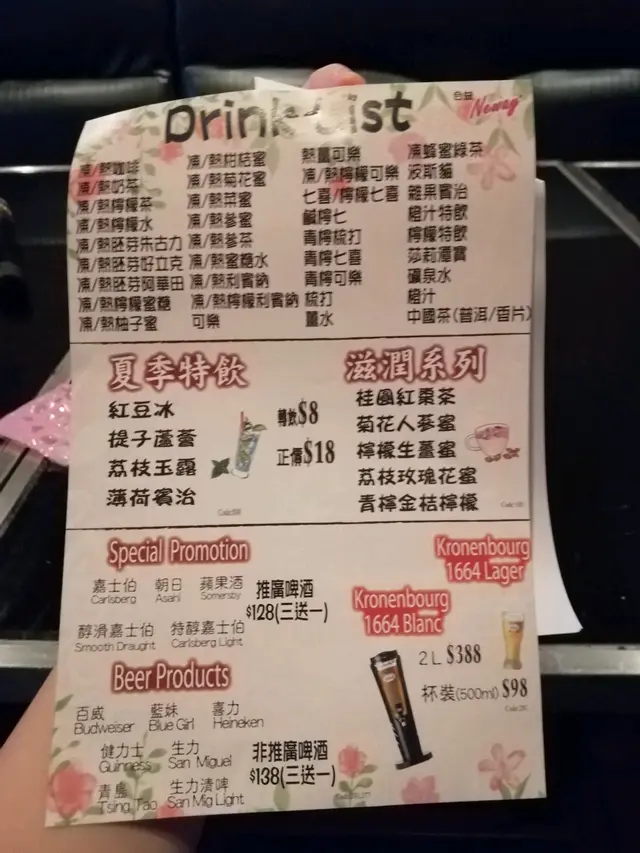 Drink List
合益 Neway
凍/熱咖啡
凍/熱奶茶
凍/熱檸檬茶
凍/熱檸檬水
凍/熱胚芽朱古力
凍/熱胚芽好立克
凍/熱胚芽阿華田
凍/熱檸檬蜜糖
凍/熱柚子蜜
凍/熱柑桔蜜
凍/熱菊花蜜
凍/熱菜蜜
凍/熱參蜜
凍/熱參茶
凍/熱蜜糖水
凍/熱利賓納
凍/熱檸檬利賓納
可樂
熱薑可樂
凍/熱檸檬可樂
七喜/檸檬七喜
鹹檸七
青檸梳打
青檸七喜
青檸可樂
梳打
薑水
凍蜂蜜綠茶
波斯貓
雜果賓治
橙汁特飲
檸檬特飲
莎莉潭寶
礦泉水
橙汁
中國茶(普洱/香片)
夏季特飲
紅豆冰
提子蘆薈
荔枝玉露
薄荷賓治
轉飲$8
正價$18
滋潤系列
桂圓紅棗茶
菊花人蔘蜜
檸檬生薑蜜
荔枝玫瑰花蜜
青檸金桔檸檬
Special Promotion
嘉士伯 朝日 蘋果酒
Carlsberg Asahi Somersby
醇滑嘉士伯 特醇嘉士伯
Smooth Draught Carlsberg Light
推廣啤酒
$128(三送一)
Beer Products
百威 藍妹 喜力
Budweiser Blue Girl Heineken
健力士 生力
Guinness San Miguel
青島 生力清啤
Tsing Tao San Mig Light
非推廣啤酒
$138(三送一)
Kronenbourg
1664 Lager
Kronenbourg
1664 Blanc
2L $388
杯裝(500ml) $98